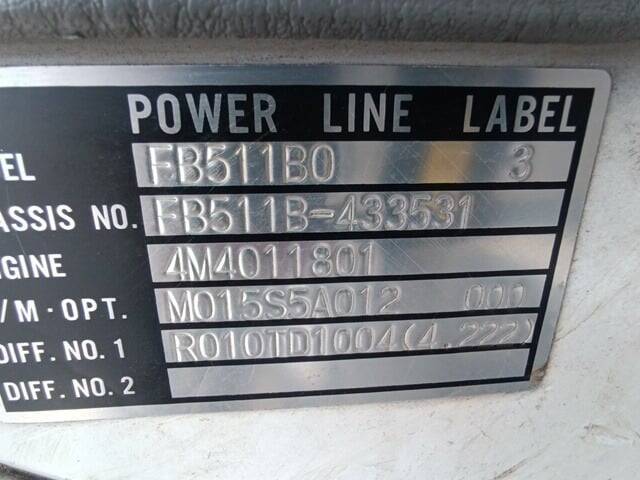 POWER LINE LABEL
EL FB511B0 3
ASSIS NO. FB511B-433531
NGINE 4M4011801
/M·OPT. M015S5A012 000
DIFF. NO. 1 R010TD1004(4.222)
DIFF. NO. 2